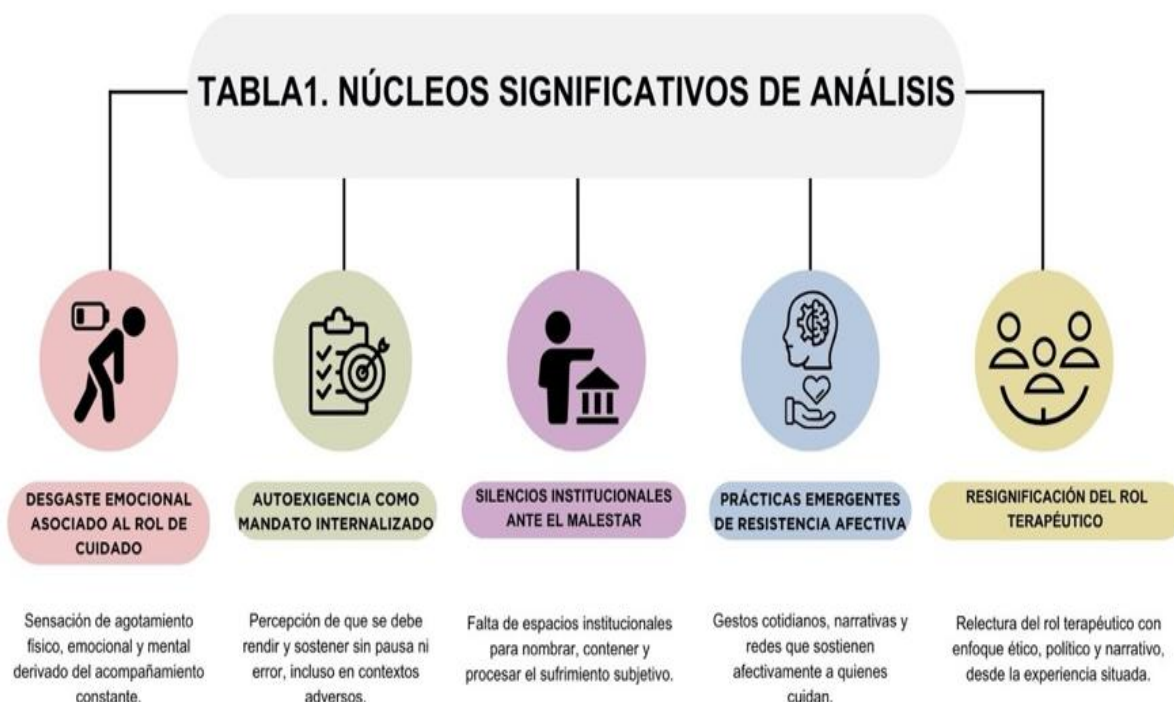 TABLA1. NÚCLEOS SIGNIFICATIVOS DE ANÁLISIS
DESGASTE EMOCIONAL
ASOCIADO AL ROL DE
CUIDADO
Sensación de agotamiento
físico, emocional y mental
derivado del acompañamiento
constante.
AUTOEXIGENCIA COMO
MANDATO INTERNALIZADO
Percepción de que se debe
rendir y sostener sin pausa ni
error, incluso en contextos
adversos.
SILENCIOS INSTITUCIONALES
ANTE EL MALESTAR
Falta de espacios institucionales
para nombrar, contener y
procesar el sufrimiento subjetivo.
PRÁCTICAS EMERGENTES
DE RESISTENCIA AFECTIVA
Gestos cotidianos, narrativas y
redes que sostienen
afectivamente a quienes
cuidan.
RESIGNIFICACIÓN DEL ROL
TERAPÉUTICO
Relectura del rol terapéutico con
enfoque ético, político y narrativo,
desde la experiencia situada.